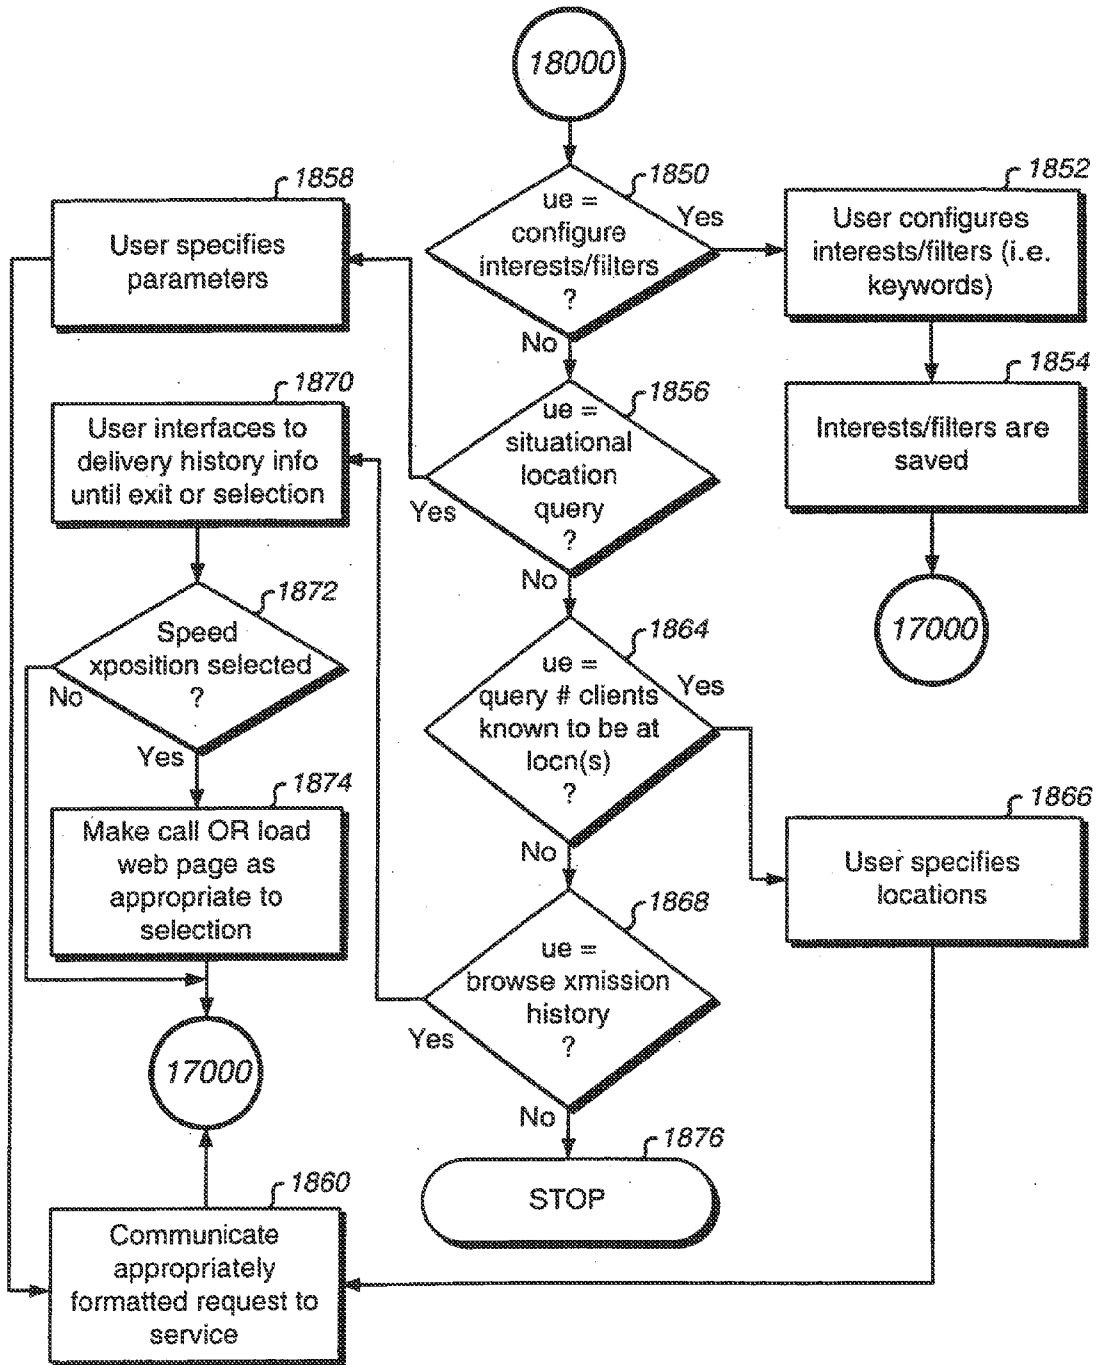 18000
1850
ue =
configure
interests/filters
?
Yes
No
1852
User configures
interests/filters (i.e.
keywords)
1854
Interests/filters are
saved
17000
1858
User specifies
parameters
1856
ue =
situational
location
query
?
Yes
No
1870
User interfaces to
delivery history info
until exit or selection
1872
Speed
xposition selected
?
No
Yes
1874
Make call OR load
web page as
appropriate to
selection
17000
1864
ue =
query # clients
known to be at
locn(s)
?
Yes
No
1866
User specifies
locations
1868
ue =
browse xmission
history
?
Yes
No
1876
STOP
1860
Communicate
appropriately
formatted request to
service